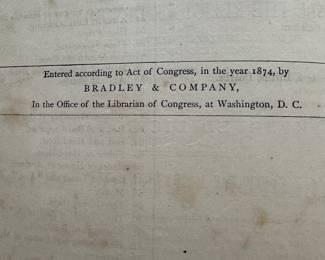 Entered according to Act of Congress, in the year 1874, by
BRADLEY & COMPANY,
In the Office of the Librarian of Congress, at Washington, D. C.